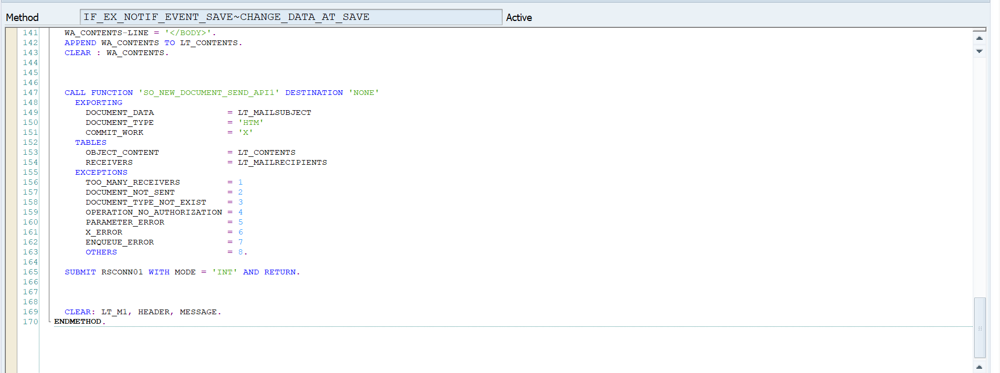 Method IF_EX_NOTIF_EVENT_SAVE~CHANGE_DATA_AT_SAVE Active
141 WA_CONTENTS-LINE = '</BODY>'.
142 APPEND WA_CONTENTS TO LT_CONTENTS.
143 CLEAR : WA_CONTENTS.
144
145
146
147 CALL FUNCTION 'SO_NEW_DOCUMENT_SEND_API1' DESTINATION 'NONE'
148 EXPORTING
149 DOCUMENT_DATA = LT_MAILSUBJECT
150 DOCUMENT_TYPE = 'HTM'
151 COMMIT_WORK = 'X'
152 TABLES
153 OBJECT_CONTENT = LT_CONTENTS
154 RECEIVERS = LT_MAILRECIPIENTS
155 EXCEPTIONS
156 TOO_MANY_RECEIVERS = 1
157 DOCUMENT_NOT_SENT = 2
158 DOCUMENT_TYPE_NOT_EXIST = 3
159 OPERATION_NO_AUTHORIZATION = 4
160 PARAMETER_ERROR = 5
161 X_ERROR = 6
162 ENQUEUE_ERROR = 7
163 OTHERS = 8.
164
165 SUBMIT RSCONN01 WITH MODE = 'INT' AND RETURN.
166
167
168
169 CLEAR: LT_M1, HEADER, MESSAGE.
170 ENDMETHOD.